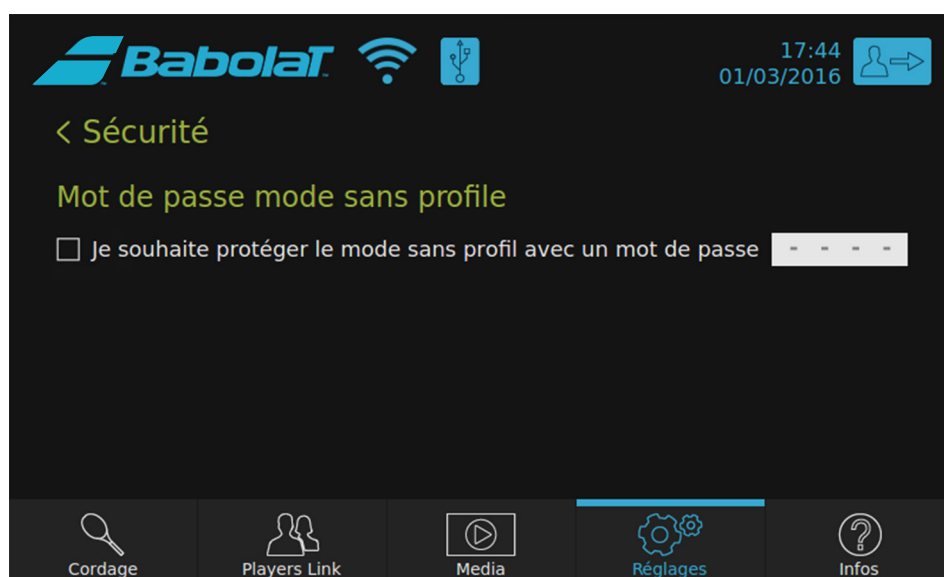 BabolaT
17:44
01/03/2016
< Sécurité
Mot de passe mode sans profile
Je souhaite protéger le mode sans profil avec un mot de passe - - - -
Cordage
Players Link
Media
Réglages
Infos